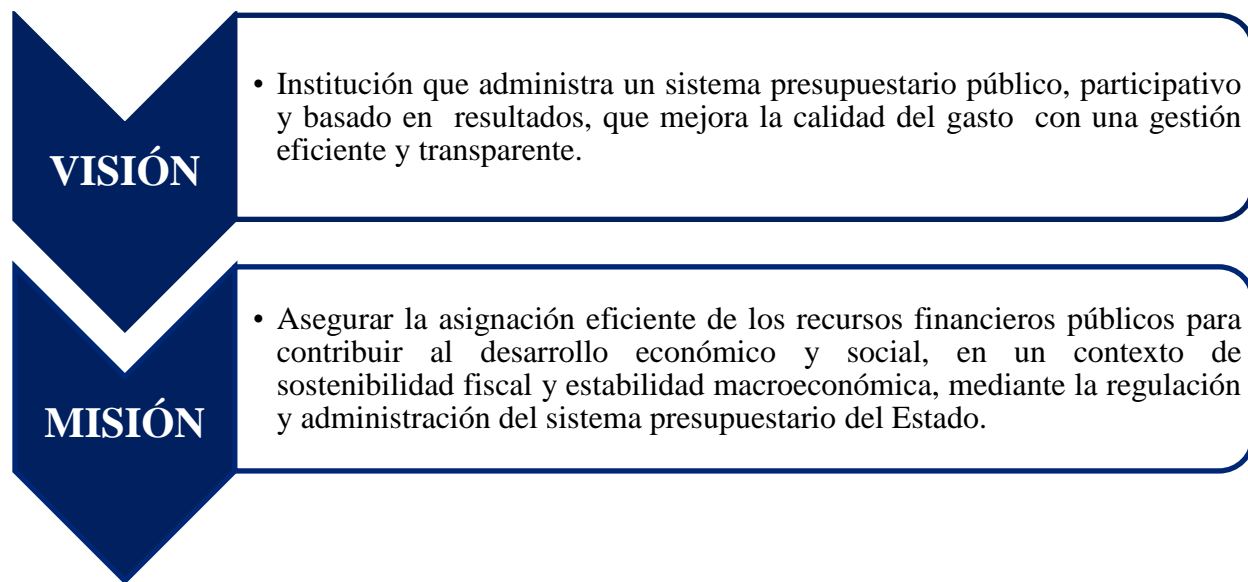 VISIÓN
• Institución que administra un sistema presupuestario público, participativo
y basado en resultados, que mejora la calidad del gasto con una gestión
eficiente y transparente.
MISIÓN
• Asegurar la asignación eficiente de los recursos financieros públicos para
contribuir al desarrollo económico y social, en un contexto de
sostenibilidad fiscal y estabilidad macroeconómica, mediante la regulación
y administración del sistema presupuestario del Estado.